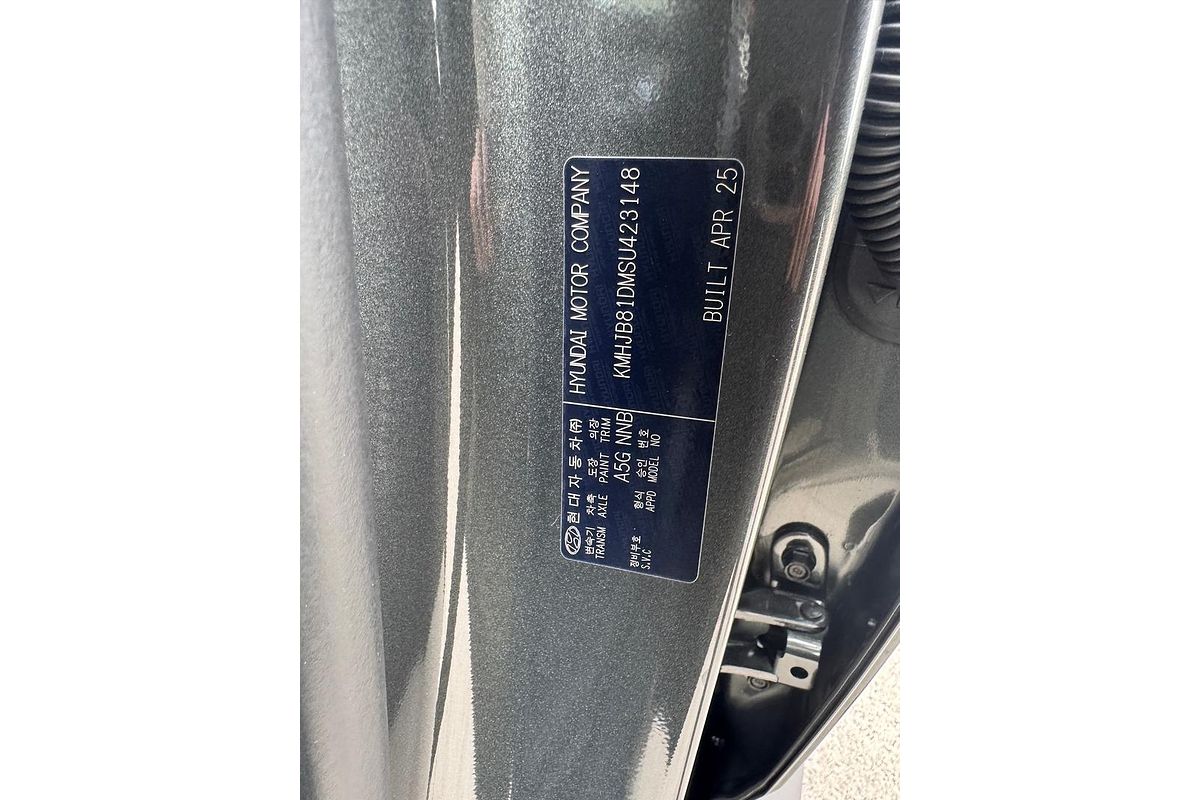 현대자동차(주) HYUNDAI MOTOR COMPANY
변속기 차축 도장 의장
TRANSM AXLE PAINT TRIM
A5G NNB KMHJB81DMSU423148
정비부호 형식 승인 번호
S.V.C APPD MODEL NO
BUILT APR 25